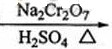 Na₂Cr₂O₇
H₂SO₄ △